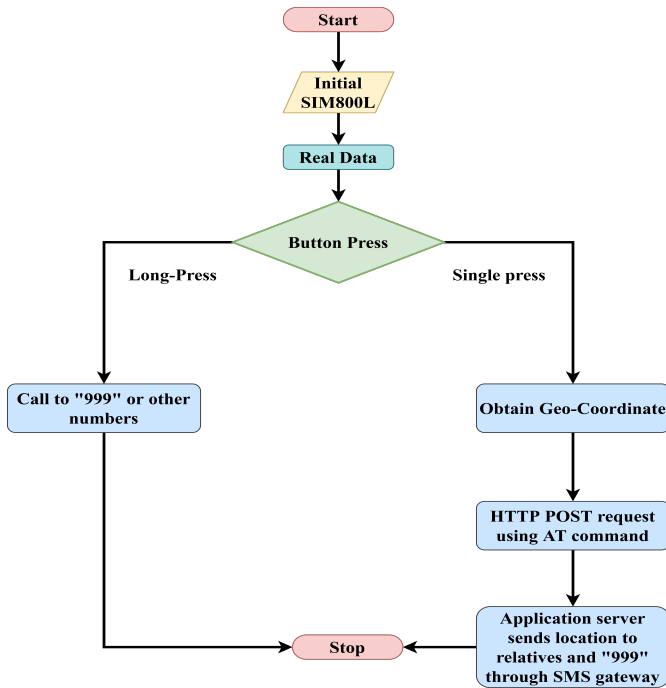 Start
Initial
SIM800L
Real Data
Button Press
Long-Press
Single press
Call to "999" or other
numbers
Obtain Geo-Coordinate
HTTP POST request
using AT command
Application server
sends location to
relatives and "999"
through SMS gateway
Stop